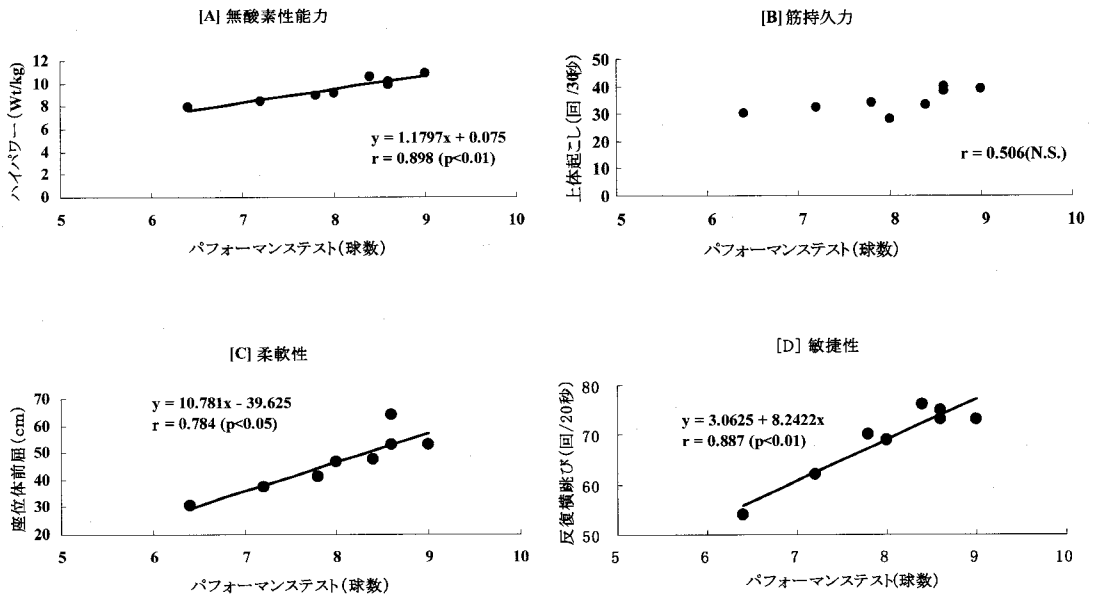 [A] 無酸素性能力
ハイパワー(Wt/kg)
12
10
8
6
4
2
0
y = 1.1797x + 0.075
r = 0.898 (p<0.01)
5
6
7
8
9
10
パフォーマンステスト(球数)
[B] 筋持久力
上体起こし(回/30秒)
50
40
30
20
10
0
r = 0.506(N.S.)
5
6
7
8
9
10
パフォーマンステスト(球数)
[C] 柔軟性
座位体前屈(cm)
70
60
50
40
30
20
y = 10.781x - 39.625
r = 0.784 (p<0.05)
5
6
7
8
9
10
パフォーマンステスト(球数)
[D] 敏捷性
反復横跳び(回/20秒)
80
70
60
50
y = 3.0625 + 8.2422x
r = 0.887 (p<0.01)
5
6
7
8
9
10
パフォーマンステスト(球数)